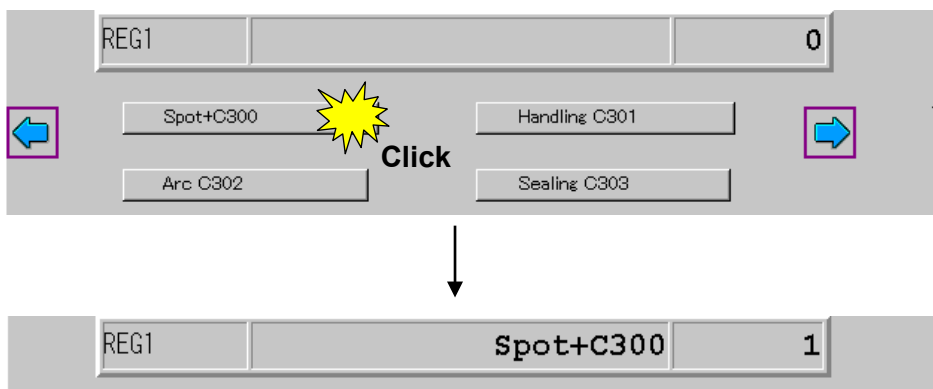 REG1 0
Spot+C300 Handling C301
Click
Arc C302 Sealing C303
REG1 Spot+C300 1